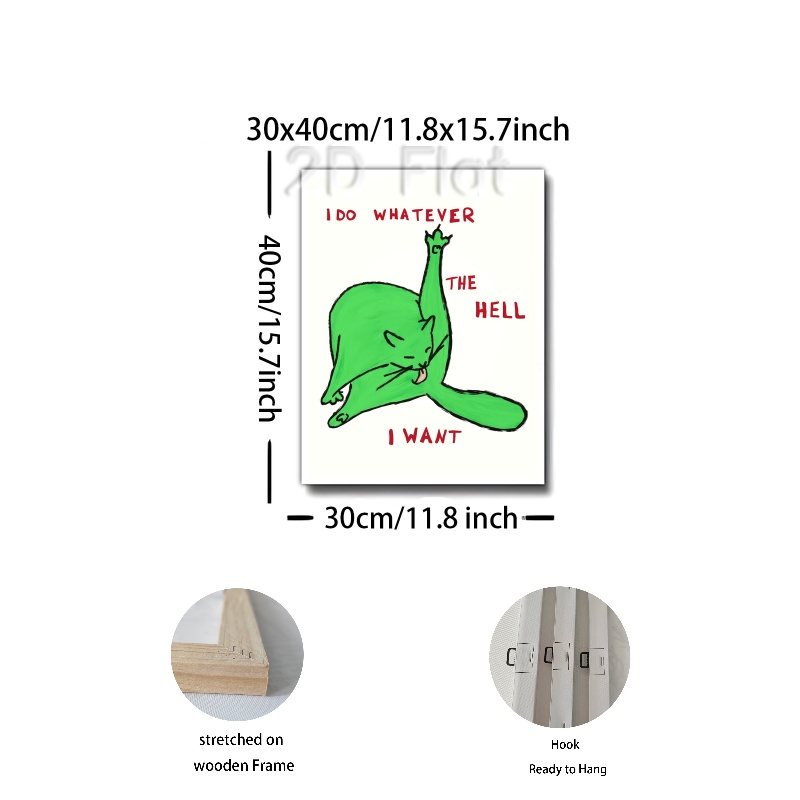 30x40cm/11.8x15.7inch
2D Flat
I DO WHATEVER
THE
HELL
I WANT
40cm/15.7inch
30cm/11.8 inch
stretched on
wooden Frame
Hook
Ready to Hang